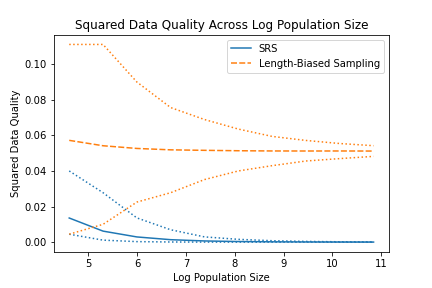 Squared Data Quality Across Log Population Size
SRS
Length-Biased Sampling
Squared Data Quality
0.10
0.08
0.06
0.04
0.02
0.00
5
6
7
8
9
10
11
Log Population Size